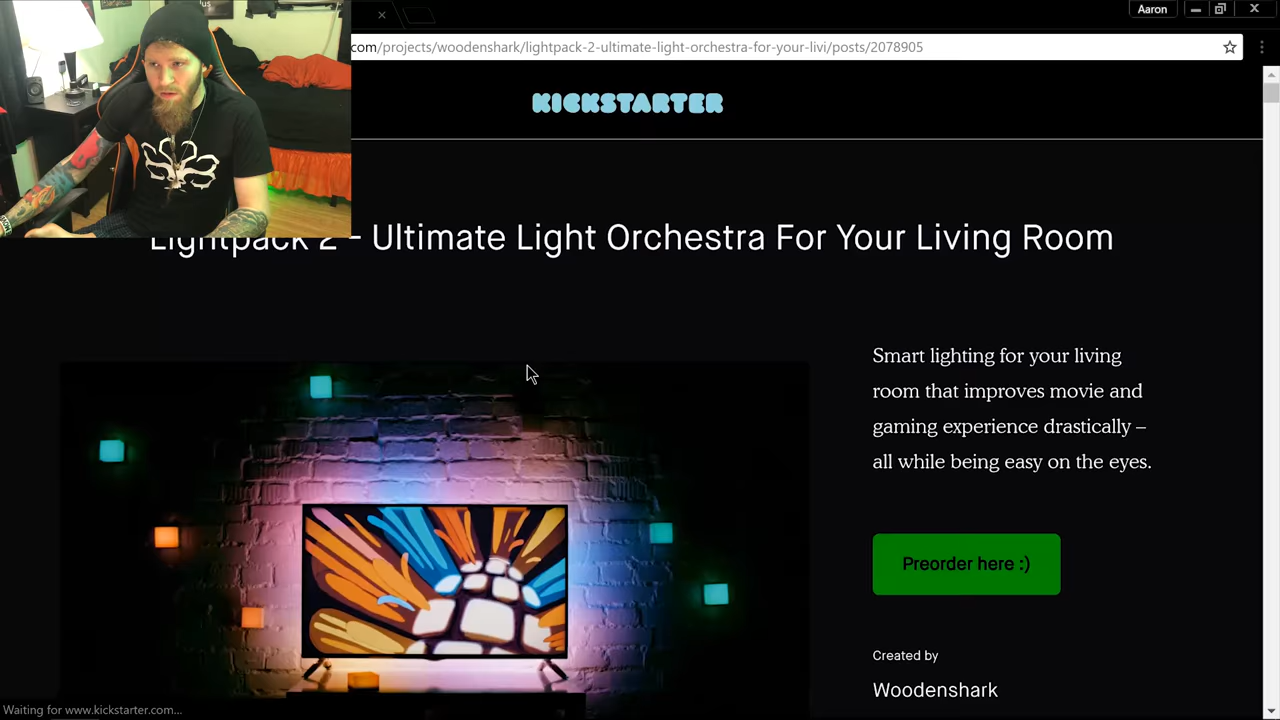 Aaron
com/projects/woodenshark/lightpack-2-ultimate-light-orchestra-for-your-livi/posts/2078905
KICKSTARTER
Lightpack 2 - Ultimate Light Orchestra For Your Living Room
Smart lighting for your living
room that improves movie and
gaming experience drastically –
all while being easy on the eyes.
Preorder here :)
Created by
Woodenshark
Waiting for www.kickstarter.com...